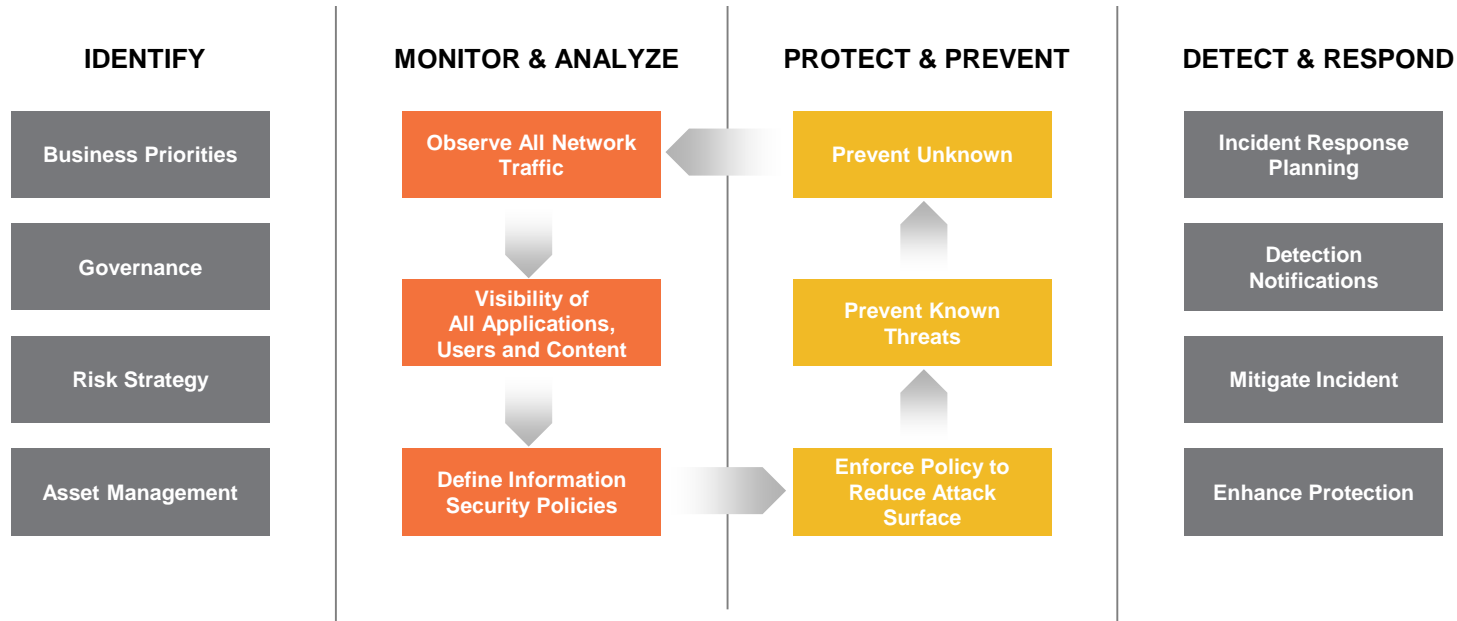 IDENTIFY
Business Priorities
Governance
Risk Strategy
Asset Management
MONITOR & ANALYZE
Observe All Network
Traffic
Visibility of
All Applications,
Users and Content
Define Information
Security Policies
PROTECT & PREVENT
Prevent Unknown
Prevent Known
Threats
Enforce Policy to
Reduce Attack
Surface
DETECT & RESPOND
Incident Response
Planning
Detection
Notifications
Mitigate Incident
Enhance Protection